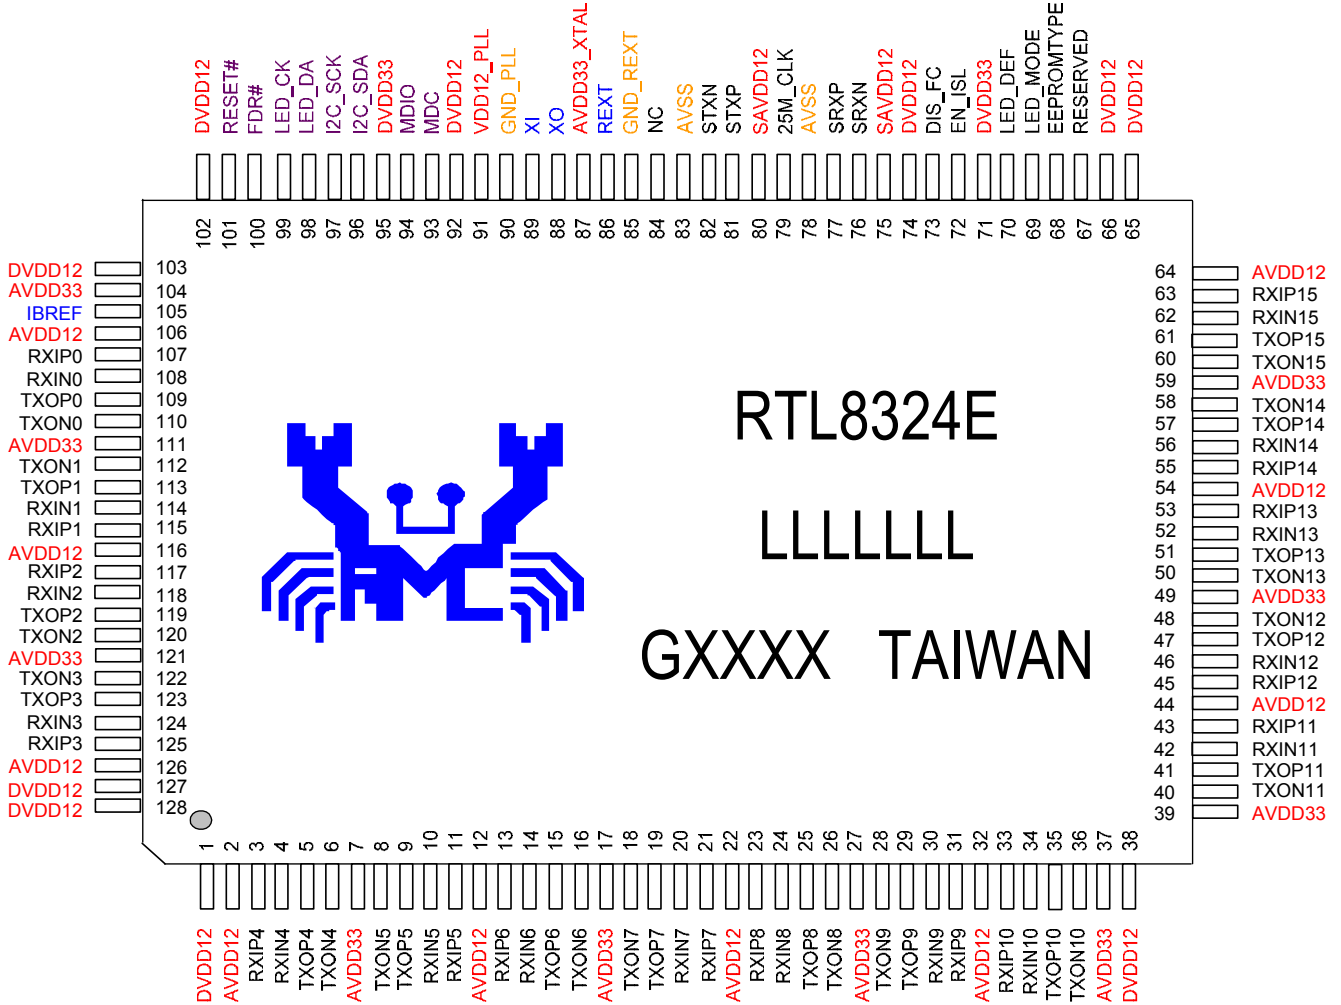 DVDD12
RESET#
FDR#
LED_CK
LED_DA
I2C_SCK
I2C_SDA
DVDD33
MDIO
MDC
DVDD12
VDD12_PLL
GND_PLL
XI
XO
AVDD33_XTAL
REXT
GND_REXT
NC
AVSS
STXN
STXP
SAVDD12
25M_CLK
AVSS
SRXP
SRXN
SAVDD12
DVDD12
DIS_FC
EN_ISL
DVDD33
LED_DEF
LED_MODE
EEPROMTYPE
RESERVED
DVDD12
DVDD12
102
101
100
99
98
97
96
95
94
93
92
91
90
89
88
87
86
85
84
83
82
81
80
79
78
77
76
75
74
73
72
71
70
69
68
67
66
65
DVDD12 103
AVDD33 104
IBREF 105
AVDD12 106
RXIP0 107
RXIN0 108
TXOP0 109
TXON0 110
AVDD33 111
TXON1 112
TXOP1 113
RXIN1 114
RXIP1 115
AVDD12 116
RXIP2 117
RXIN2 118
TXOP2 119
TXON2 120
AVDD33 121
TXON3 122
TXOP3 123
RXIN3 124
RXIP3 125
AVDD12 126
DVDD12 127
DVDD12 128
RTL8324E
LLLLLLL
GXXXX TAIWAN
64 AVDD12
63 RXIP15
62 RXIN15
61 TXOP15
60 TXON15
59 AVDD33
58 TXON14
57 TXOP14
56 RXIN14
55 RXIP14
54 AVDD12
53 RXIP13
52 RXIN13
51 TXOP13
50 TXON13
49 AVDD33
48 TXON12
47 TXOP12
46 RXIN12
45 RXIP12
44 AVDD12
43 RXIP11
42 RXIN11
41 TXOP11
40 TXON11
39 AVDD33
1
2
3
4
5
6
7
8
9
10
11
12
13
14
15
16
17
18
19
20
21
22
23
24
25
26
27
28
29
30
31
32
33
34
35
36
37
38
DVDD12
AVDD12
RXIP4
RXIN4
TXOP4
TXON4
AVDD33
TXON5
TXOP5
RXIN5
RXIP5
AVDD12
RXIP6
RXIN6
TXOP6
TXON6
AVDD33
TXON7
TXOP7
RXIN7
RXIP7
AVDD12
RXIP8
RXIN8
TXOP8
TXON8
AVDD33
TXON9
TXOP9
RXIN9
RXIP9
AVDD12
RXIP10
RXIN10
TXOP10
TXON10
AVDD33
DVDD12